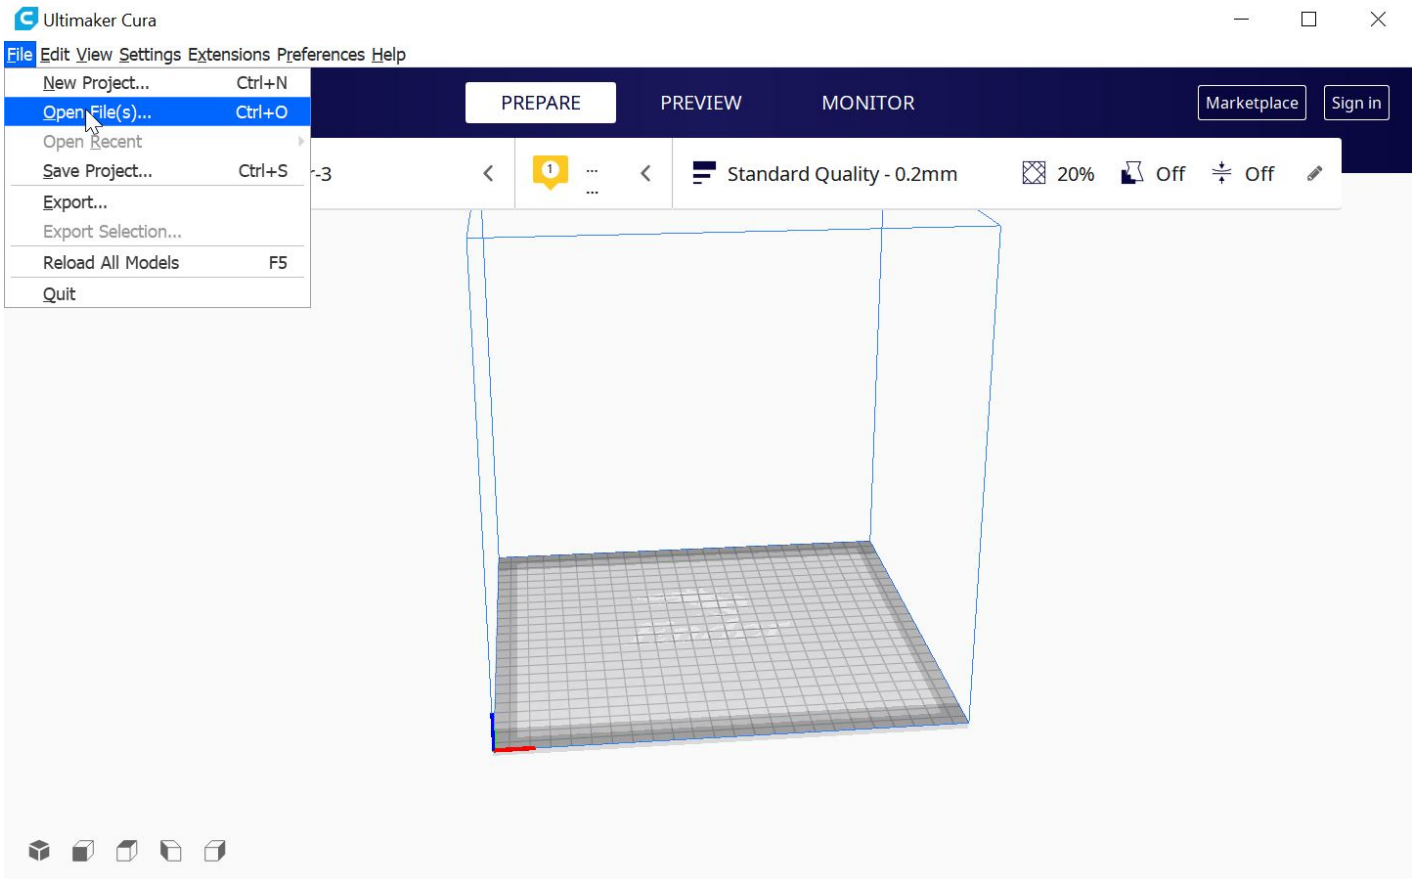 Ultimaker Cura
File Edit View Settings Extensions Preferences Help
New Project... Ctrl+N
Open File(s)... Ctrl+O
Open Recent
Save Project... Ctrl+S
Export...
Export Selection...
Reload All Models F5
Quit
PREPARE PREVIEW MONITOR Marketplace Sign in
r-3 1 ... ... Standard Quality - 0.2mm 20% Off Off